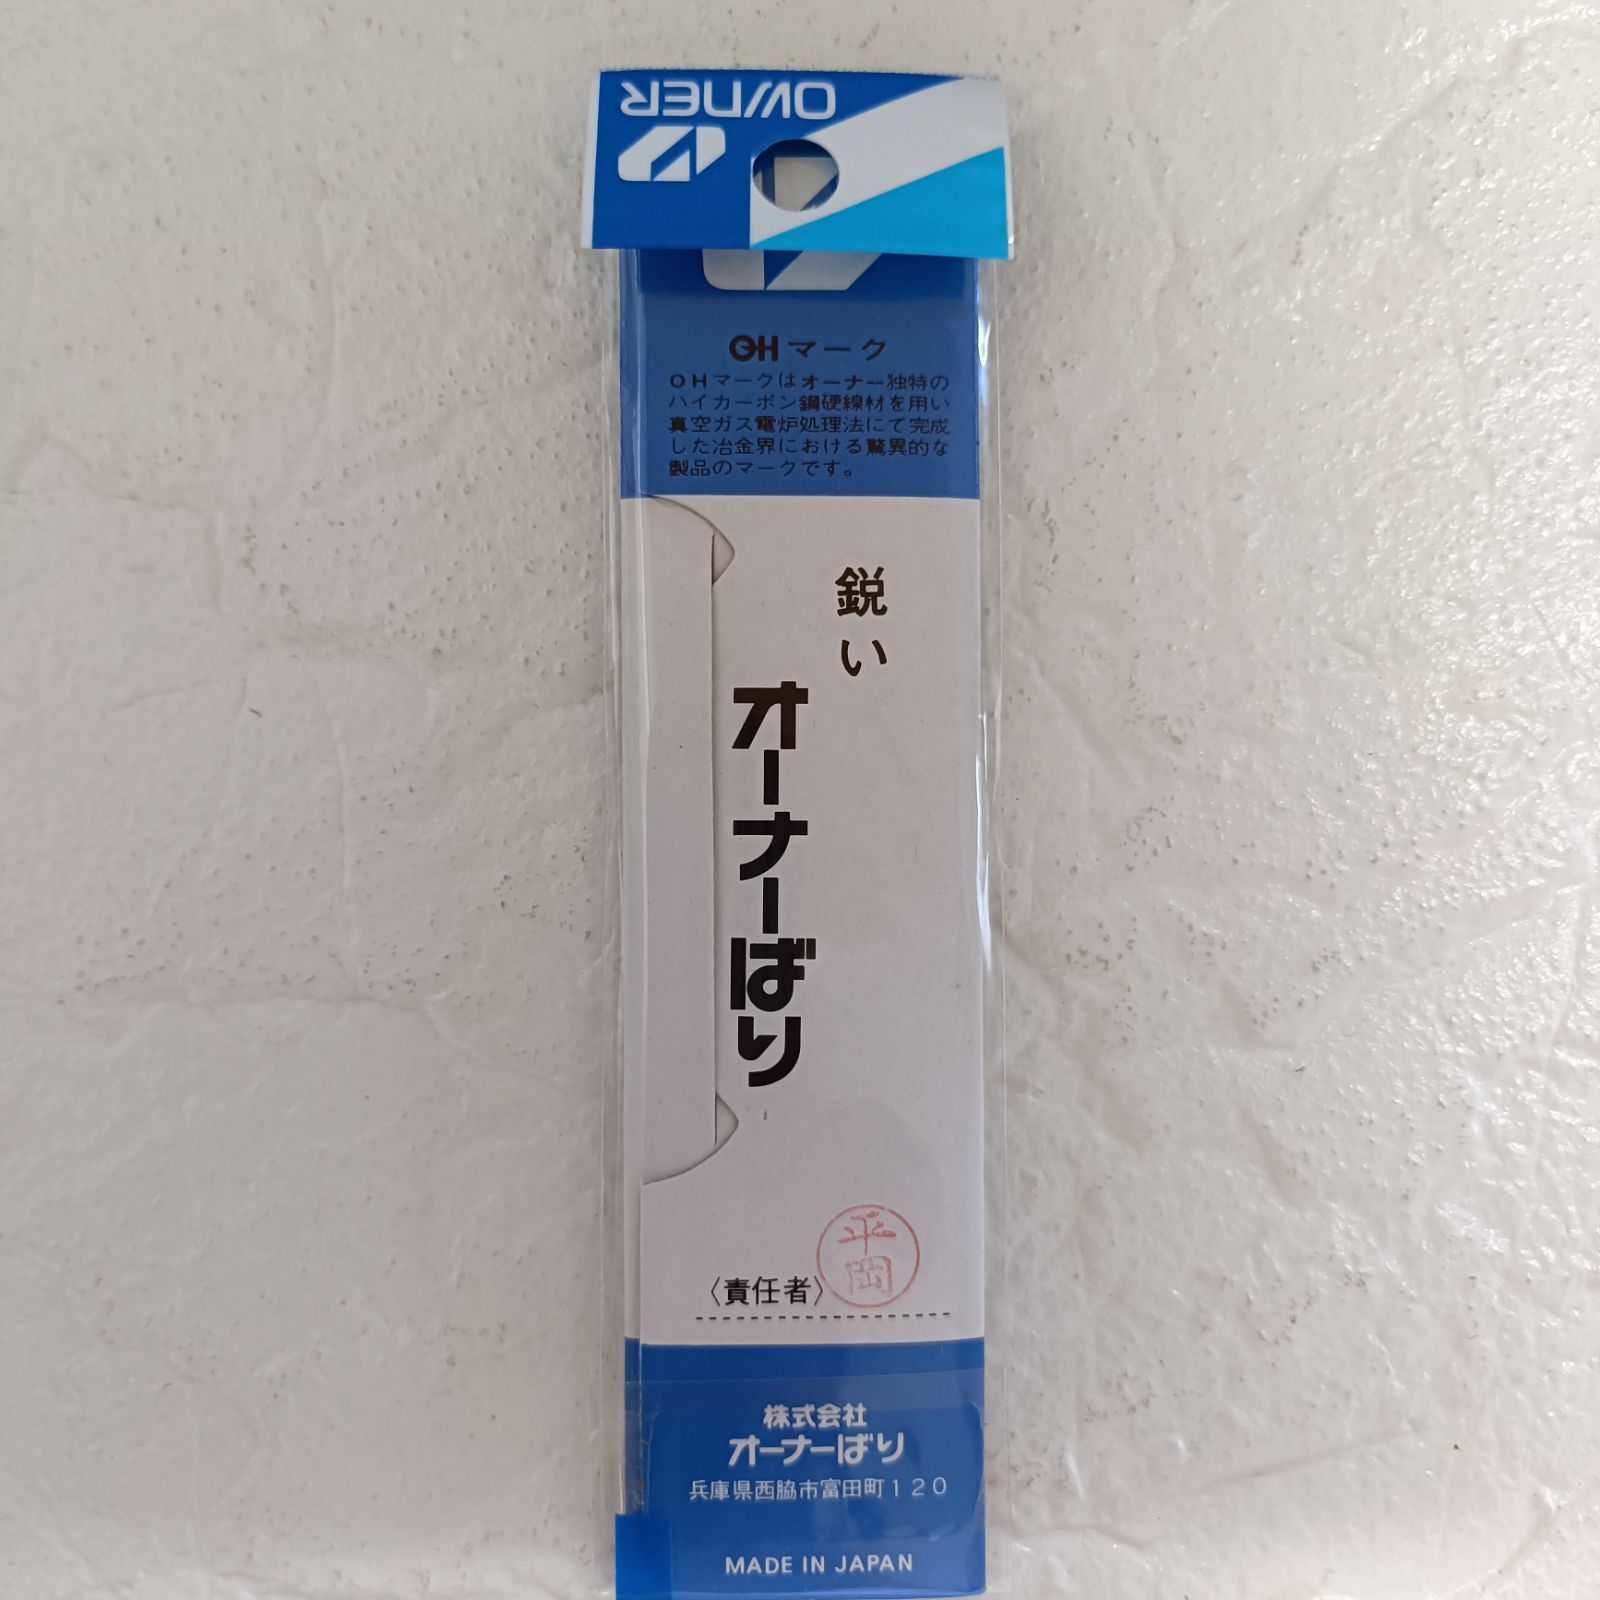 OWNER
OHマーク
OHマークはオーナー独特の
ハイカーボン鋼硬線材を用い
真空ガス電炉処理法にて完成
した冶金界における驚異的な
製品のマークです。
鋭い
オーナーばり
〈責任者〉
平岡
株式会社
オーナーばり
兵庫県西脇市富田町120
MADE IN JAPAN